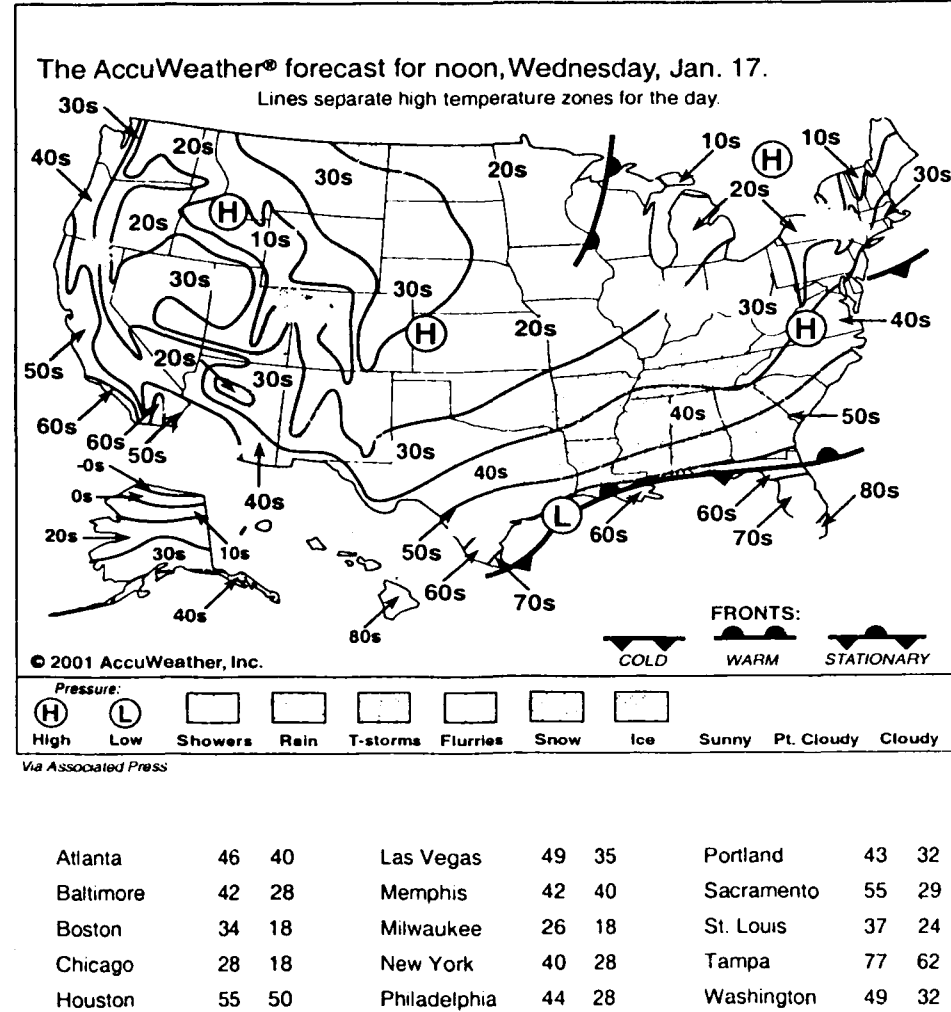 The AccuWeather® forecast for noon, Wednesday, Jan. 17.
Lines separate high temperature zones for the day.
30s
40s
20s
30s
20s
10s
20s
10s
30s
20s
H
H
10s
30s
30s
H
20s
30s
H
40s
50s
20s
30s
60s
60s
50s
40s
30s
40s
40s
50s
50s
60s
70s
L
60s
60s
70s
80s
-0s
0s
20s
30s
10s
40s
80s
FRONTS:
COLD WARM STATIONARY
© 2001 AccuWeather, Inc.
Pressure:
H L
High Low Showers Rain T-storms Flurries Snow Ice Sunny Pt. Cloudy Cloudy
Via Associated Press
Atlanta 46 40 Las Vegas 49 35 Portland 43 32
Baltimore 42 28 Memphis 42 40 Sacramento 55 29
Boston 34 18 Milwaukee 26 18 St. Louis 37 24
Chicago 28 18 New York 40 28 Tampa 77 62
Houston 55 50 Philadelphia 44 28 Washington 49 32